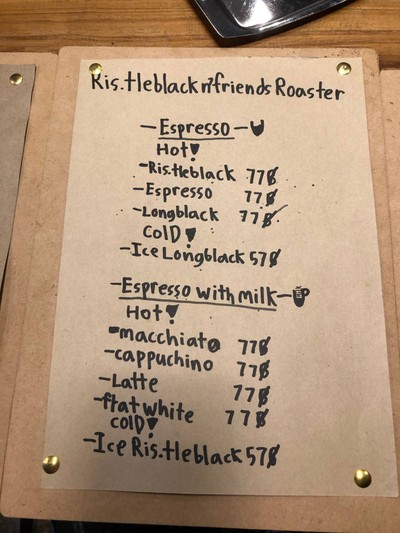 Ris.tleblack n'friends Roaster
- Espresso -
Hot!
- Ris.tleblack 77฿
- Espresso 77฿
- Longblack 77฿
Cold!
- Ice Longblack 57฿
- Espresso with milk -
Hot!
- macchiato 77฿
- cappuchino 77฿
- Latte 77฿
- flat white 77฿
cold!
- Ice Ris.tleblack 57฿